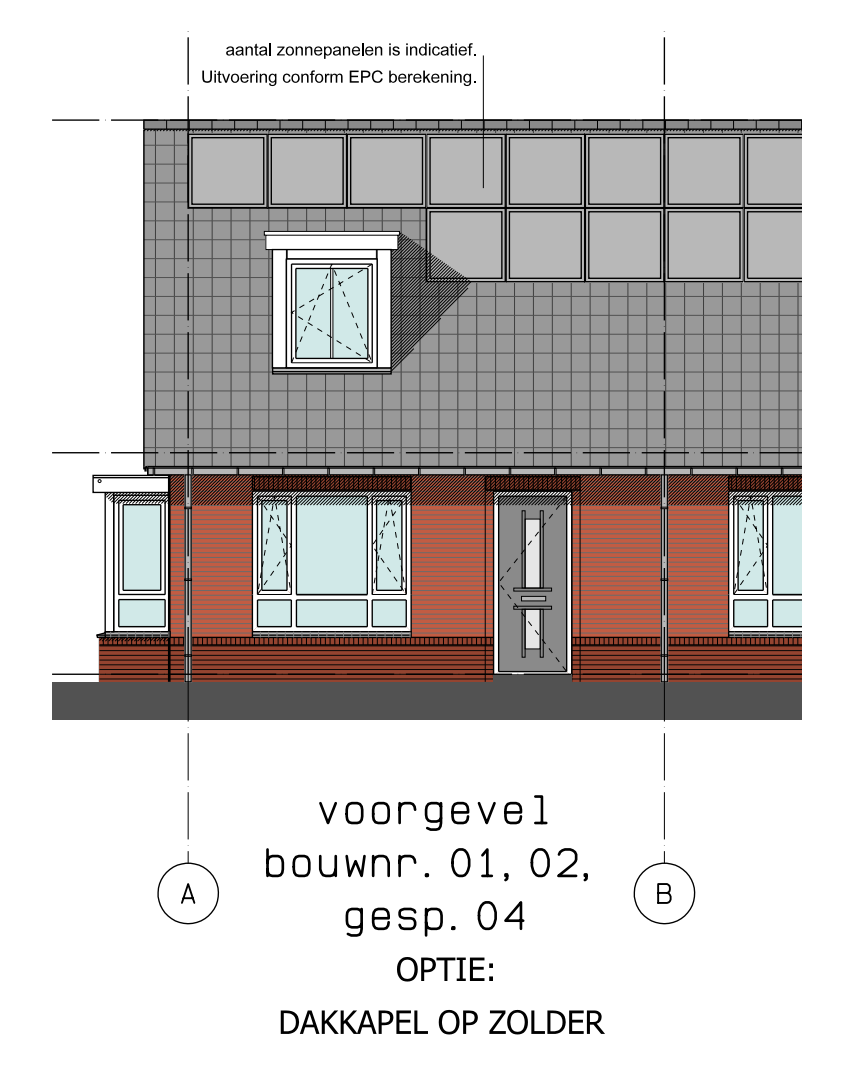 aantal zonnepanelen is indicatief.
Uitvoering conform EPC berekening.
voorgevel
bouwnr. 01, 02,
A
B
gesp. 04
OPTIE:
DAKKAPEL OP ZOLDER